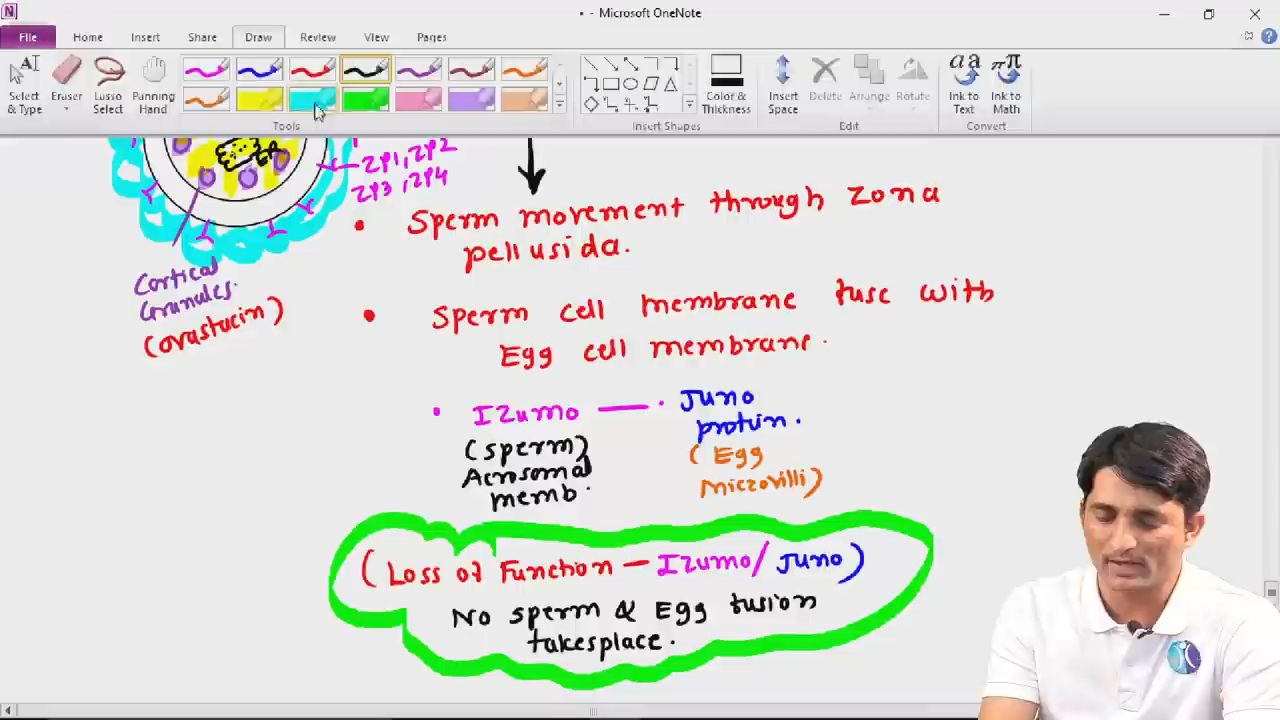 • - Microsoft OneNote
File Home Insert Share Draw Review View Pages
Select & Type
Eraser
Lasso Select
Panning Hand
Color & Thickness
Insert Space
Delete
Arrange
Rotate
Ink to Text
Ink to Math
Tools
Insert Shapes
Edit
Convert
ER
ZP1, ZP2
ZP3, ZP4
Cortical
Granules.
(ovastucin)
• Sperm movement through zona
pellusida.
• Sperm cell membrane fuse with
Egg cell membrane.
• Izumo — • Juno
protin.
(sperm)
Acrosomal
memb.
(Egg
Microvilli)
(Loss of Function - Izumo/Juno)
No sperm & Egg fusion
takesplace.